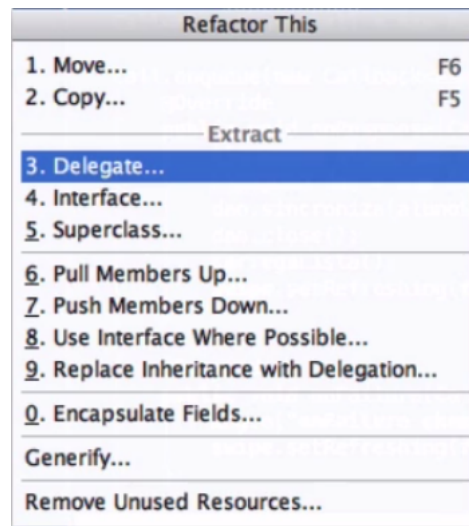 Refactor This
1. Move... F6
2. Copy... F5
Extract
3. Delegate...
4. Interface...
5. Superclass...
6. Pull Members Up...
7. Push Members Down...
8. Use Interface Where Possible...
9. Replace Inheritance with Delegation...
0. Encapsulate Fields...
Generify...
Remove Unused Resources...